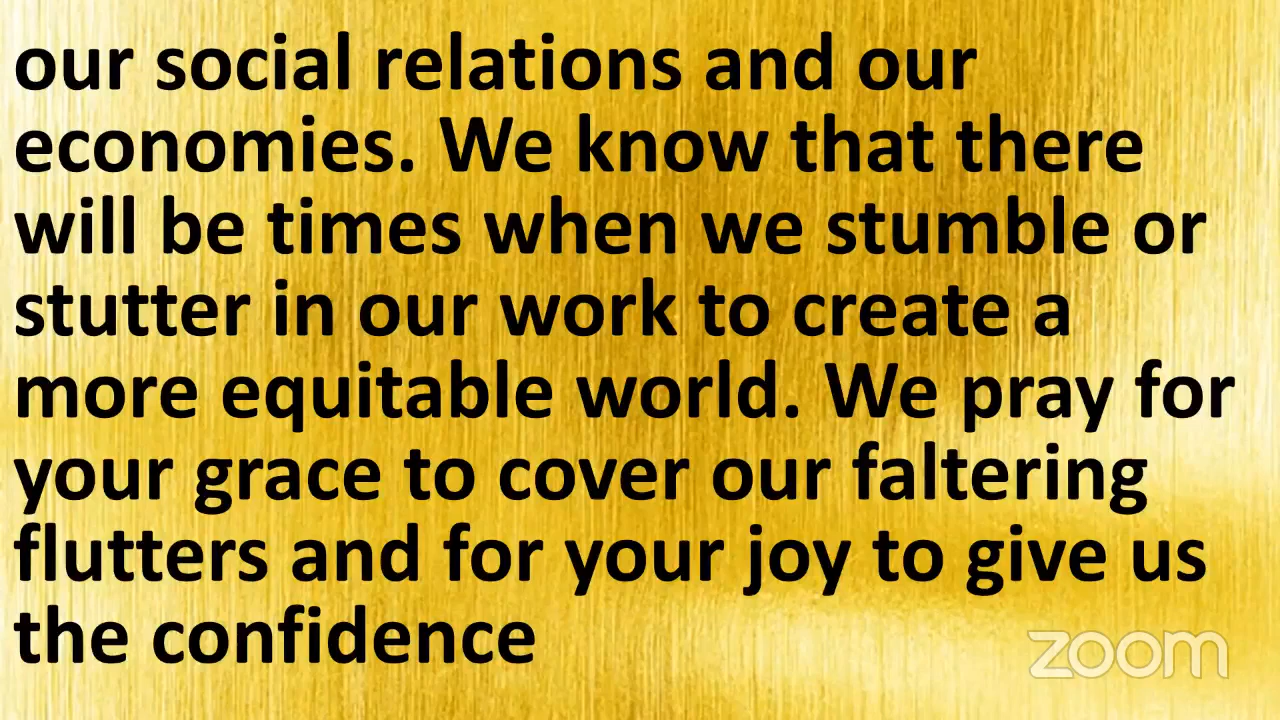 our social relations and our
economies. We know that there
will be times when we stumble or
stutter in our work to create a
more equitable world. We pray for
your grace to cover our faltering
flutters and for your joy to give us
the confidence
zoom